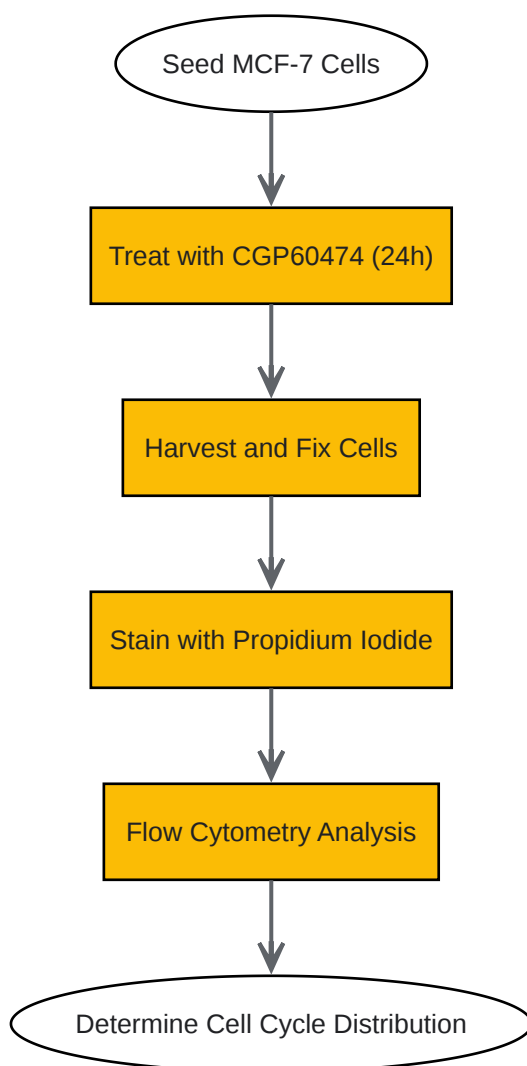 Seed MCF-7 Cells
Treat with CGP60474 (24h)
Harvest and Fix Cells
Stain with Propidium Iodide
Flow Cytometry Analysis
Determine Cell Cycle Distribution